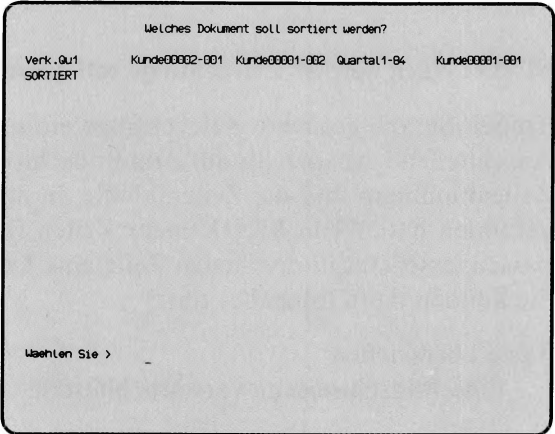 Welches Dokument soll sortiert werden?
Verk.Qu1 Kunde00002-001 Kunde00001-002 Quartal1-84 Kunde00001-001
SORTIERT
Waehlen Sie > _